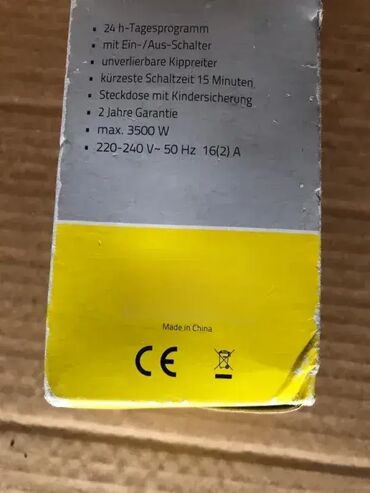 • 24 h-Tagesprogramm
• mit Ein-/Aus-Schalter
• unverlierbare Kippreiter
• kürzeste Schaltzeit 15 Minuten
• Steckdose mit Kindersicherung
• 2 Jahre Garantie
• max. 3500 W
• 220-240 V~ 50 Hz 16(2) A
Made in China
CE